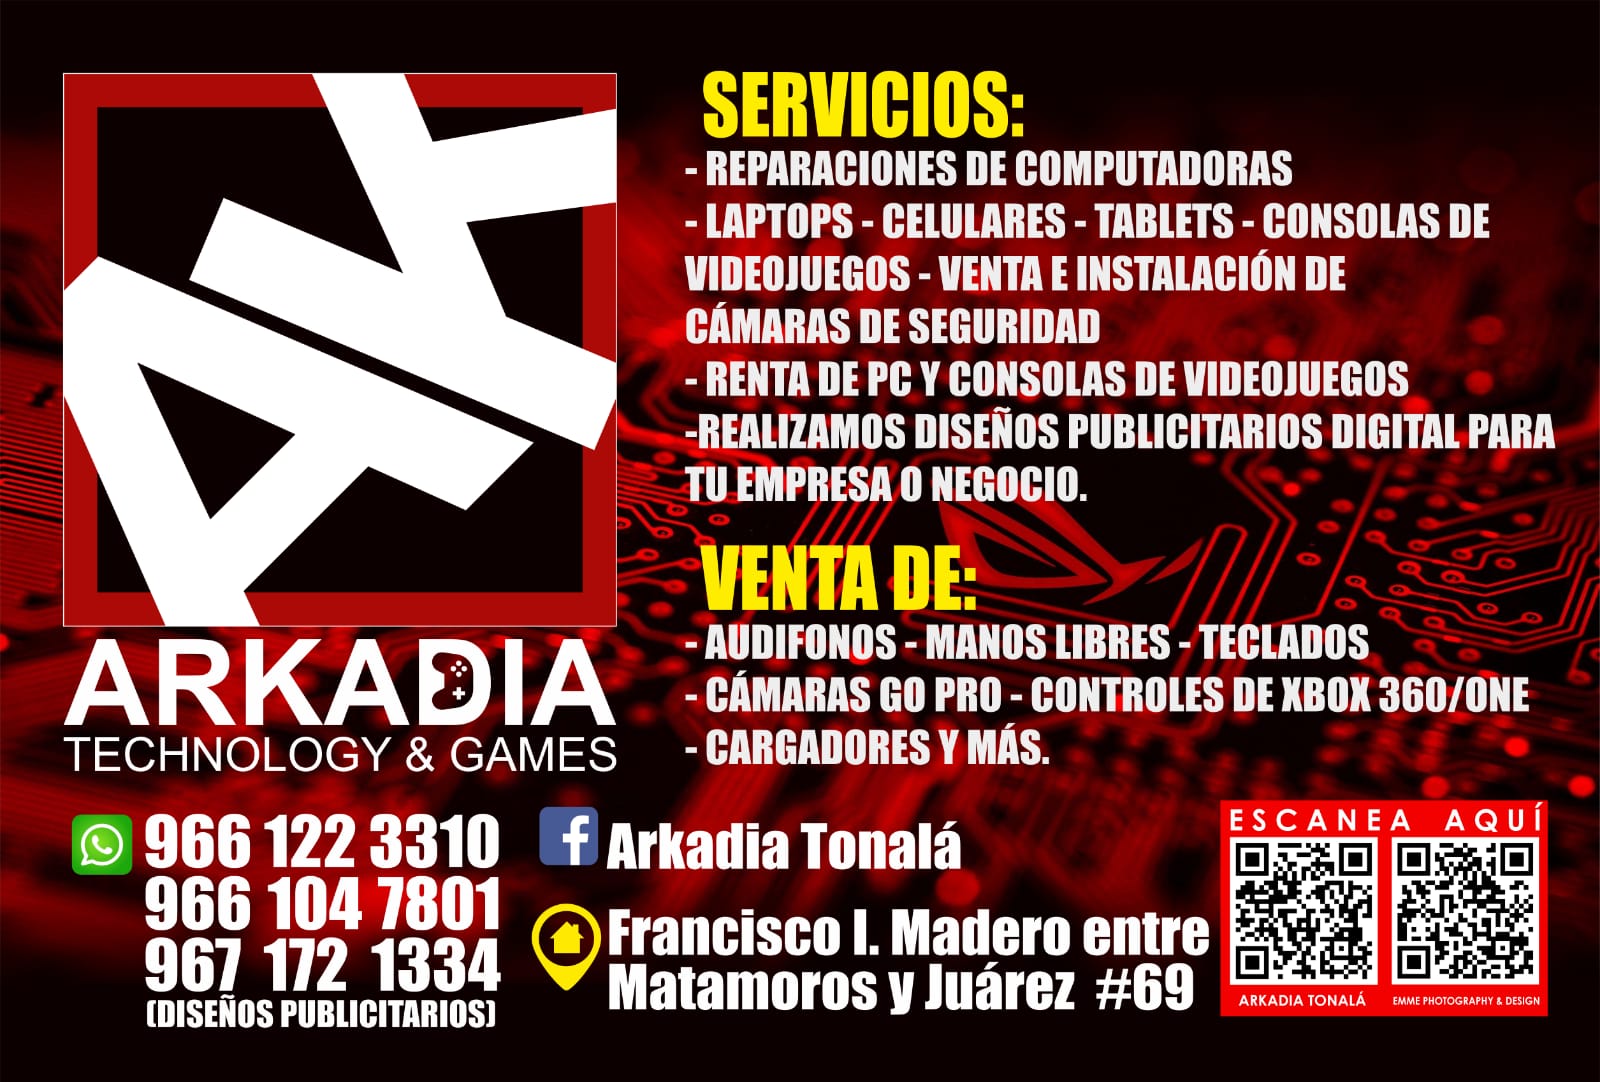 AK
ARKADIA
TECHNOLOGY & GAMES
SERVICIOS:
- REPARACIONES DE COMPUTADORAS
- LAPTOPS - CELULARES - TABLETS - CONSOLAS DE
VIDEOJUEGOS - VENTA E INSTALACIÓN DE
CÁMARAS DE SEGURIDAD
- RENTA DE PC Y CONSOLAS DE VIDEOJUEGOS
-REALIZAMOS DISEÑOS PUBLICITARIOS DIGITAL PARA
TU EMPRESA O NEGOCIO.
VENTA DE:
- AUDIFONOS - MANOS LIBRES - TECLADOS
- CÁMARAS GO PRO - CONTROLES DE XBOX 360/ONE
- CARGADORES Y MÁS.
966 122 3310
966 104 7801
967 172 1334
(DISEÑOS PUBLICITARIOS)
Arkadia Tonalá
Francisco I. Madero entre
Matamoros y Juárez #69
ESCANEA AQUÍ
ARKADIA TONALÁ
EMME PHOTOGRAPHY & DESIGN